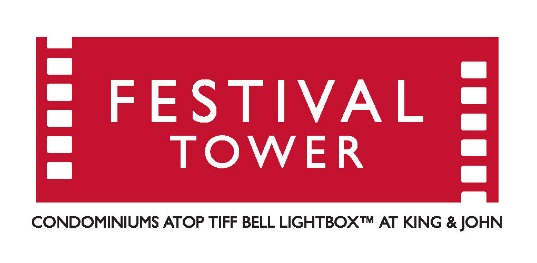 FESTIVAL
TOWER
CONDOMINIUMS ATOP TIFF BELL LIGHTBOX™ AT KING & JOHN